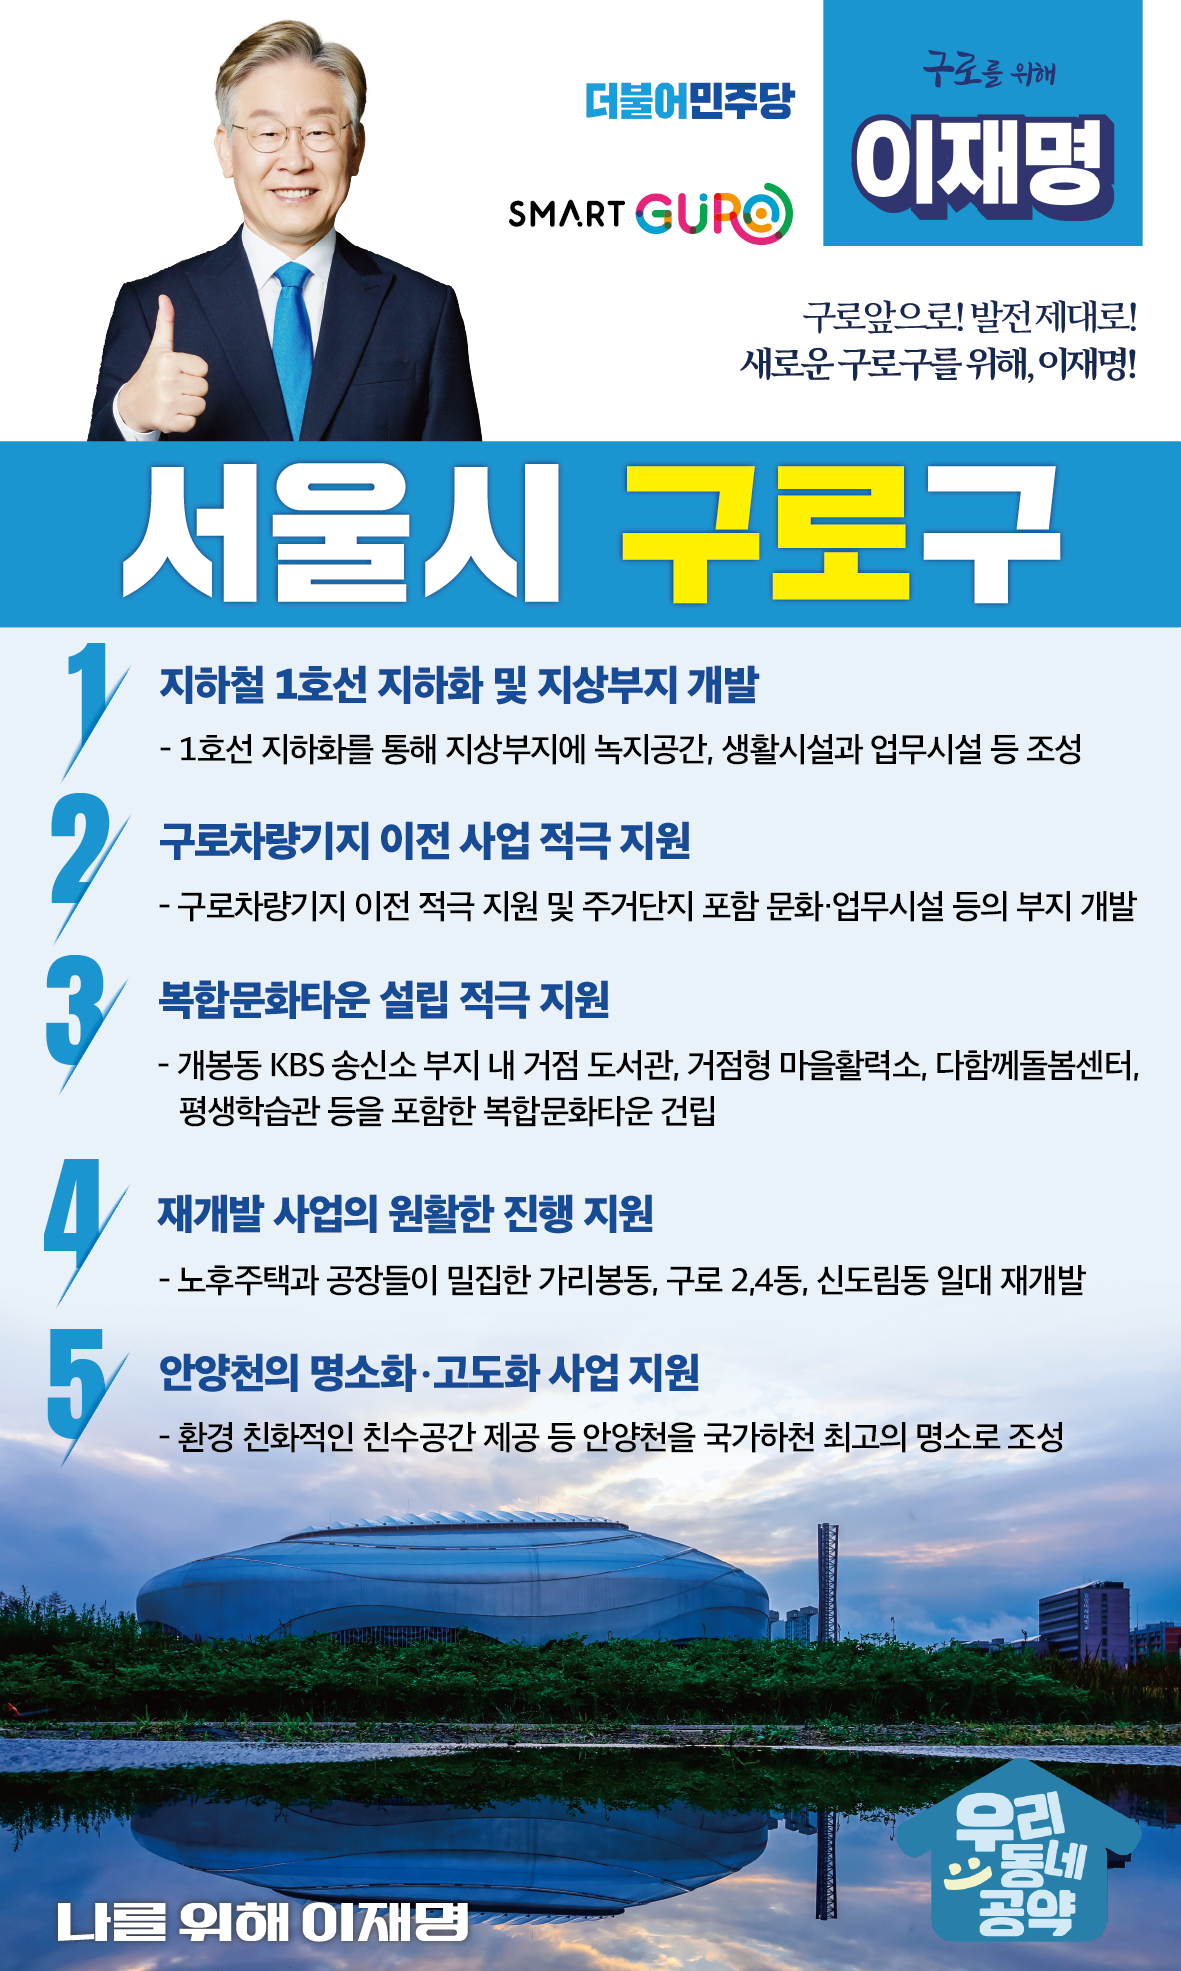 더불어민주당
SMART GURO
구로를 위해
이재명
구로앞으로! 발전 제대로!
새로운 구로구를 위해, 이재명!
서울시 구로구
1 지하철 1호선 지하화 및 지상부지 개발
- 1호선 지하화를 통해 지상부지에 녹지공간, 생활시설과 업무시설 등 조성
2 구로차량기지 이전 사업 적극 지원
- 구로차량기지 이전 적극 지원 및 주거단지 포함 문화·업무시설 등의 부지 개발
3 복합문화타운 설립 적극 지원
- 개봉동 KBS 송신소 부지 내 거점 도서관, 거점형 마을활력소, 다함께돌봄센터,
평생학습관 등을 포함한 복합문화타운 건립
4 재개발 사업의 원활한 진행 지원
- 노후주택과 공장들이 밀집한 가리봉동, 구로 2,4동, 신도림동 일대 재개발
5 안양천의 명소화·고도화 사업 지원
- 환경 친화적인 친수공간 제공 등 안양천을 국가하천 최고의 명소로 조성
우리
동네
공약
나를 위해 이재명